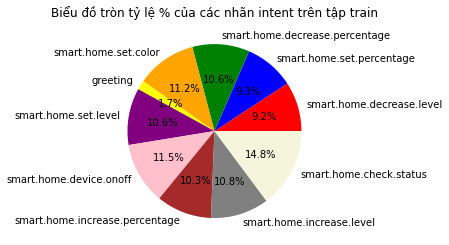 Biểu đồ tròn tỷ lệ % của các nhãn intent trên tập train
smart.home.decrease.percentage
smart.home.set.color
smart.home.set.percentage
greeting
smart.home.decrease.level
smart.home.set.level
smart.home.device.onoff
smart.home.check.status
smart.home.increase.percentage
smart.home.increase.level
10.6%
11.2%
9.3%
1.7%
9.2%
10.6%
11.5%
14.8%
10.3%
10.8%